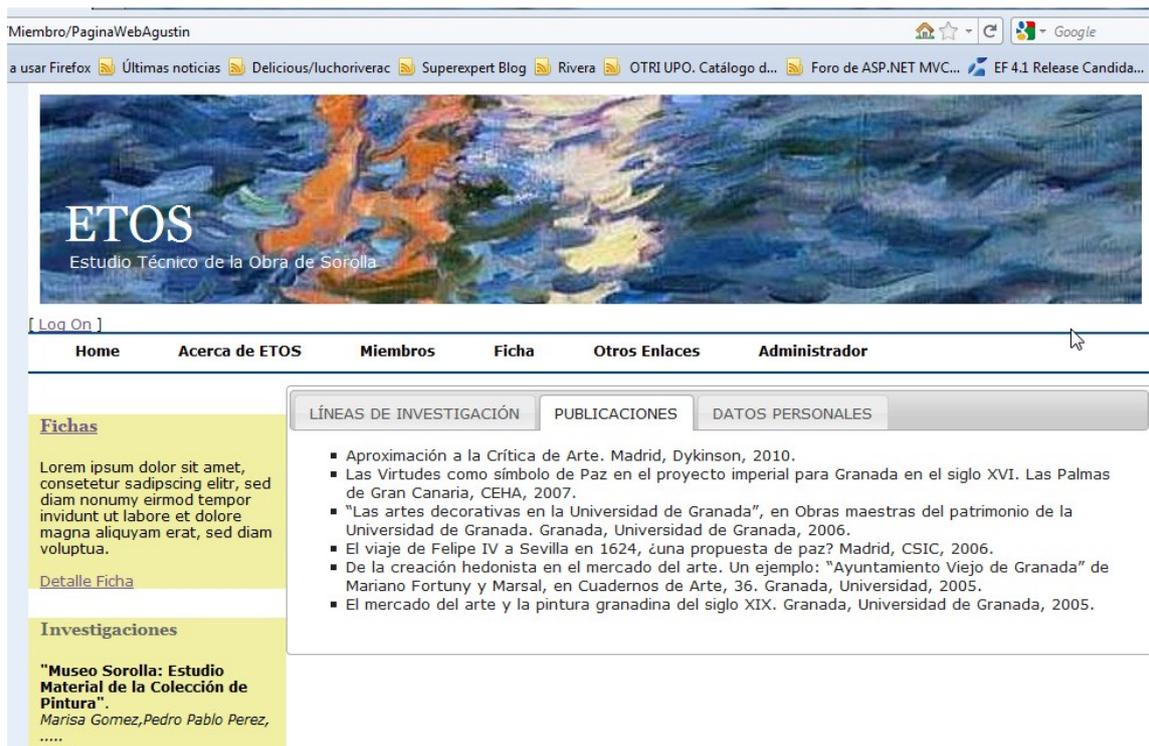 /Miembro/PaginaWebAgustin
Google
a usar Firefox Últimas noticias Delicious/luchoriverac Superexpert Blog Rivera OTRI UPO. Catálogo d... Foro de ASP.NET MVC... EF 4.1 Release Candida...
ETOS
Estudio Técnico de la Obra de Sorolla
[ Log On ]
Home Acerca de ETOS Miembros Ficha Otros Enlaces Administrador
Fichas
Lorem ipsum dolor sit amet,
consetetur sadipscing elitr, sed
diam nonumy eirmod tempor
invidunt ut labore et dolore
magna aliquyam erat, sed diam
voluptua.
Detalle Ficha
Investigaciones
"Museo Sorolla: Estudio
Material de la Colección de
Pintura".
Marisa Gomez,Pedro Pablo Perez,
.....
LÍNEAS DE INVESTIGACIÓN PUBLICACIONES DATOS PERSONALES
▪ Aproximación a la Crítica de Arte. Madrid, Dykinson, 2010.
▪ Las Virtudes como símbolo de Paz en el proyecto imperial para Granada en el siglo XVI. Las Palmas
de Gran Canaria, CEHA, 2007.
▪ “Las artes decorativas en la Universidad de Granada”, en Obras maestras del patrimonio de la
Universidad de Granada. Granada, Universidad de Granada, 2006.
▪ El viaje de Felipe IV a Sevilla en 1624, ¿una propuesta de paz? Madrid, CSIC, 2006.
▪ De la creación hedonista en el mercado del arte. Un ejemplo: “Ayuntamiento Viejo de Granada” de
Mariano Fortuny y Marsal, en Cuadernos de Arte, 36. Granada, Universidad, 2005.
▪ El mercado del arte y la pintura granadina del siglo XIX. Granada, Universidad de Granada, 2005.